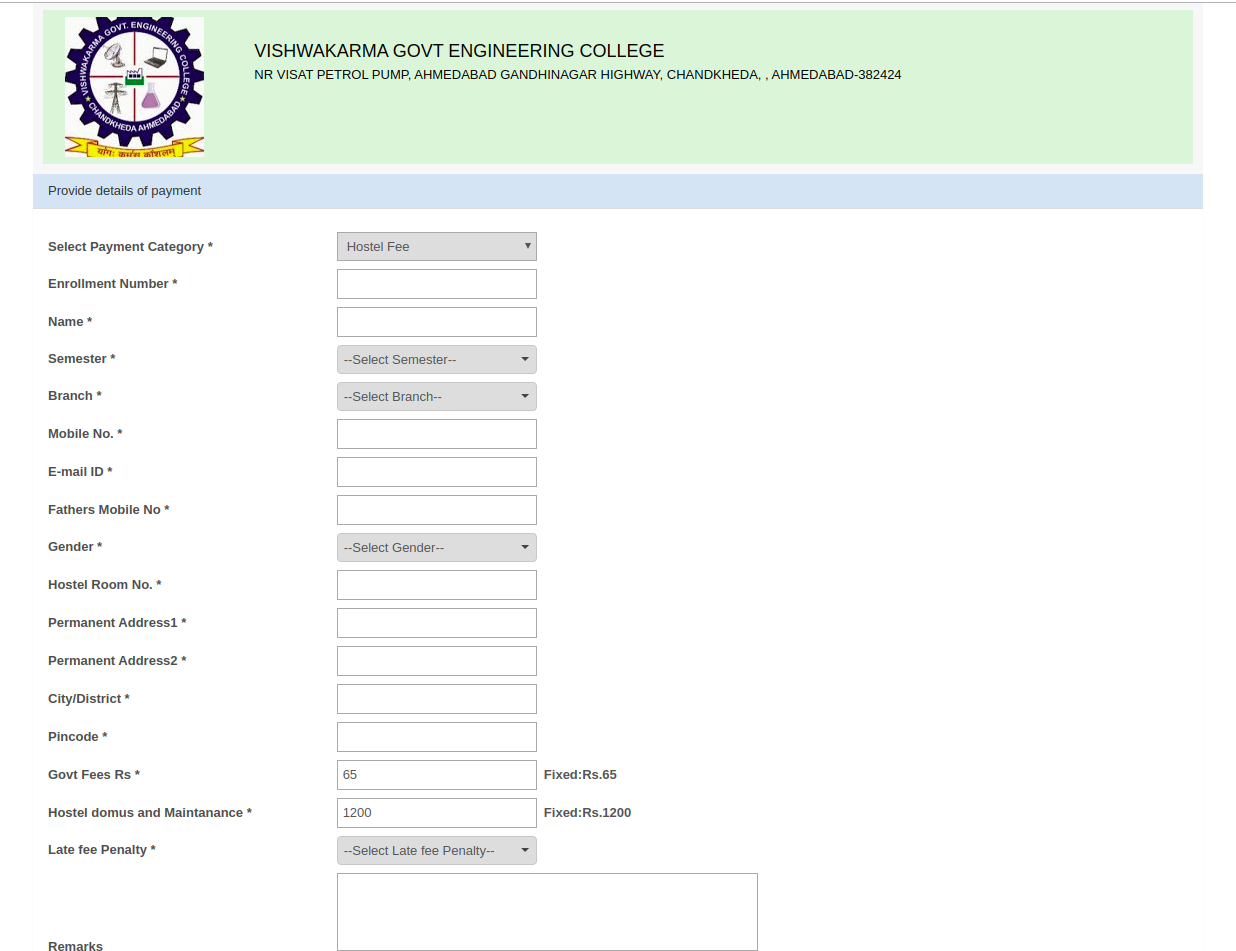 VISHWAKARMA GOVT. ENGINEERING COLLEGE
CHANDKHEDA AHMEDABAD
VISHWAKARMA GOVT ENGINEERING COLLEGE
NR VISAT PETROL PUMP, AHMEDABAD GANDHINAGAR HIGHWAY, CHANDKHEDA, , AHMEDABAD-382424
Provide details of payment
Select Payment Category * Hostel Fee
Enrollment Number *
Name *
Semester * --Select Semester--
Branch * --Select Branch--
Mobile No. *
E-mail ID *
Fathers Mobile No *
Gender * --Select Gender--
Hostel Room No. *
Permanent Address1 *
Permanent Address2 *
City/District *
Pincode *
Govt Fees Rs * 65 Fixed:Rs.65
Hostel domus and Maintanance * 1200 Fixed:Rs.1200
Late fee Penalty * --Select Late fee Penalty--
Remarks